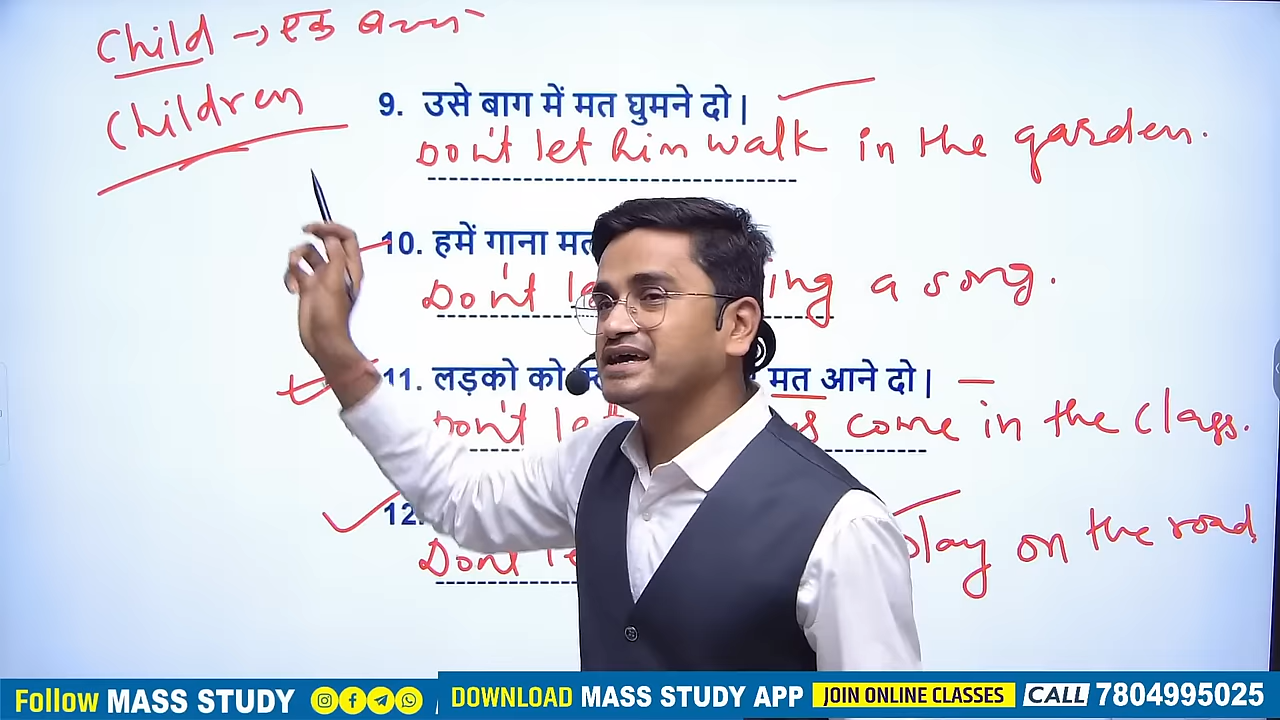 Child → एक बच्चा
Children
9. उसे बाग में मत घुमने दो |
Don't let him walk in the garden.
10. हमें गाना मत
Don't a song.
11. लड़को को मत आने दो |
Don't come in the class.
12.
Dont play on the road
Follow MASS STUDY DOWNLOAD MASS STUDY APP JOIN ONLINE CLASSES CALL 7804995025